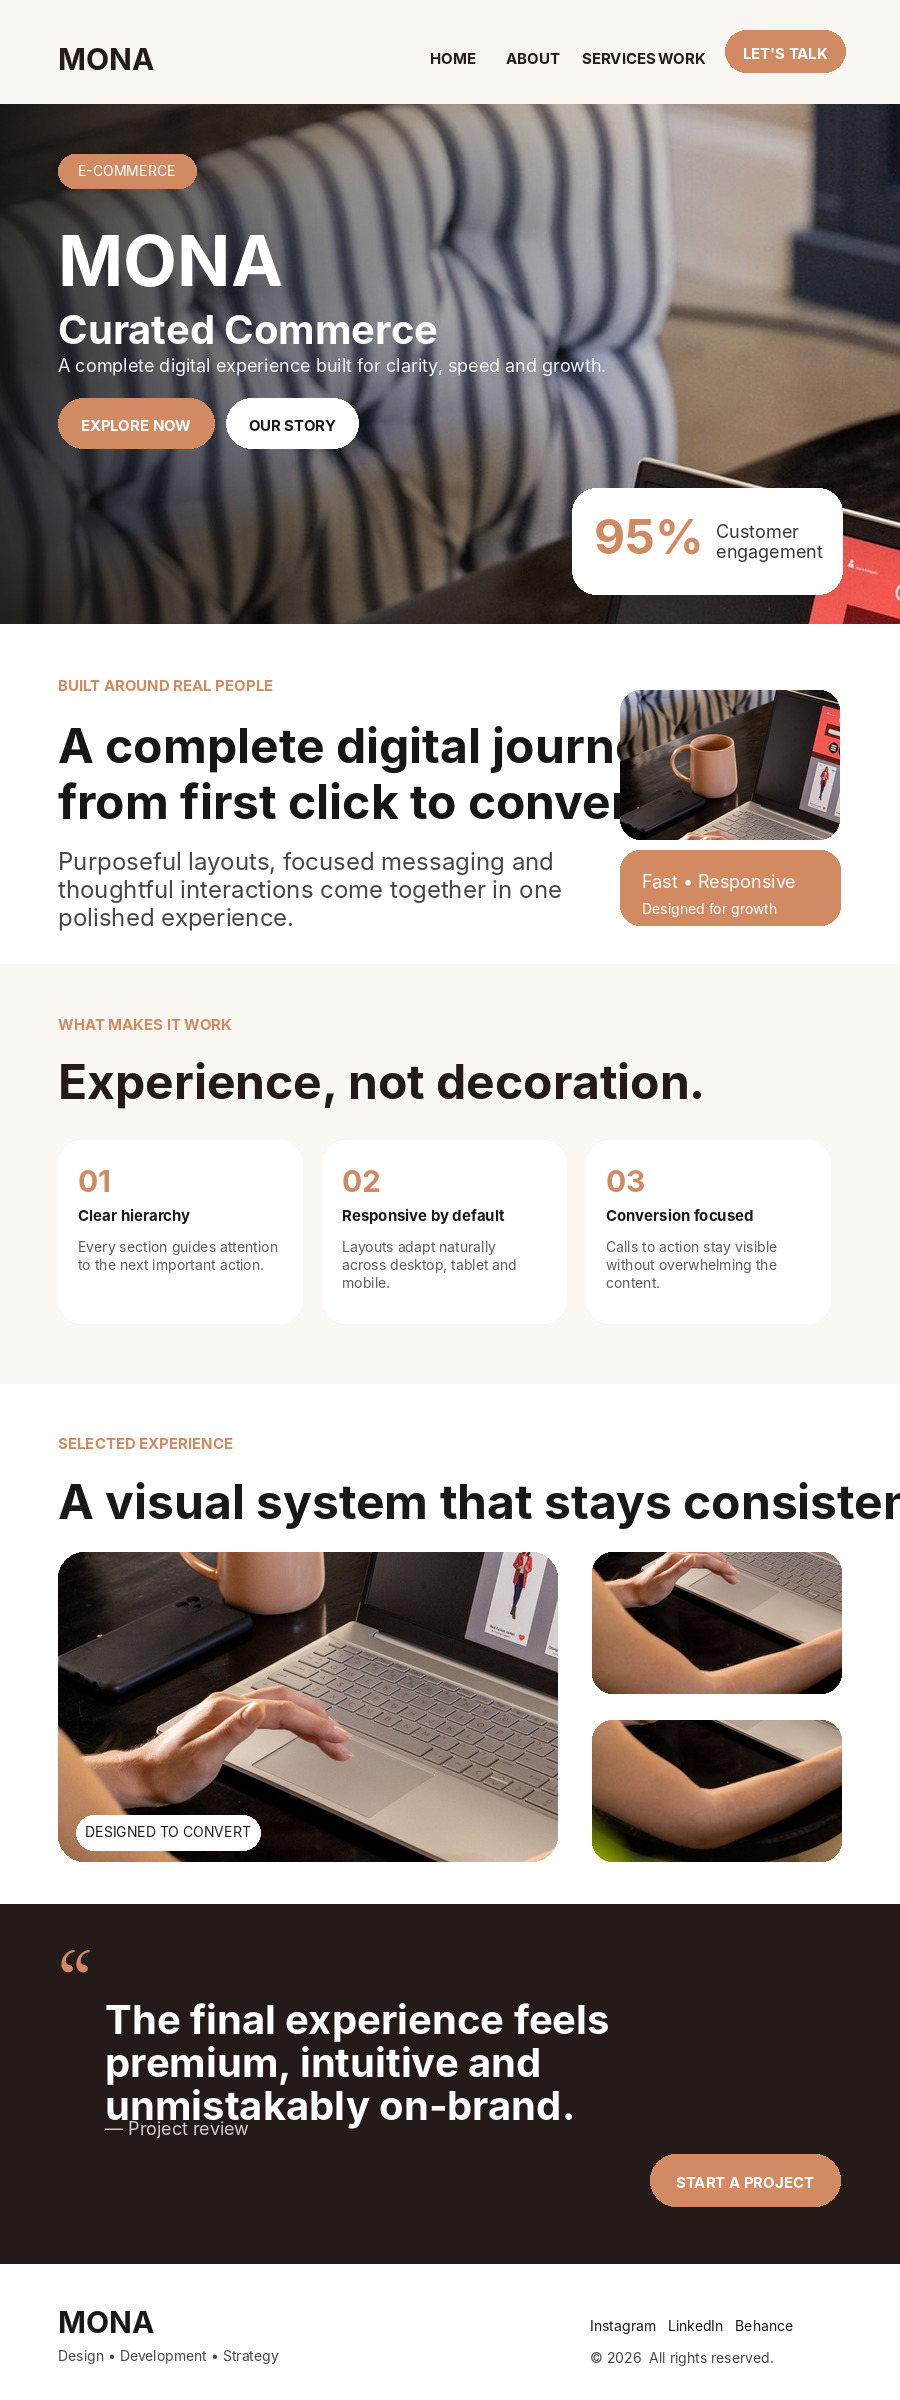 MONA
HOME ABOUT SERVICES WORK LET'S TALK
E-COMMERCE
MONA
Curated Commerce
A complete digital experience built for clarity, speed and growth.
EXPLORE NOW OUR STORY
95% Customer
engagement
BUILT AROUND REAL PEOPLE
A complete digital
from first click to
Purposeful layouts, focused messaging and
thoughtful interactions come together in one
polished experience.
Fast • Responsive
Designed for growth
WHAT MAKES IT WORK
Experience, not decoration.
01
Clear hierarchy
Every section guides attention
to the next important action.
02
Responsive by default
Layouts adapt naturally
across desktop, tablet and
mobile.
03
Conversion focused
Calls to action stay visible
without overwhelming the
content.
SELECTED EXPERIENCE
A visual system that stays
DESIGNED TO CONVERT
“
The final experience feels
premium, intuitive and
unmistakably on-brand.
— Project review
START A PROJECT
MONA
Design • Development • Strategy
Instagram LinkedIn Behance
© 2026 All rights reserved.